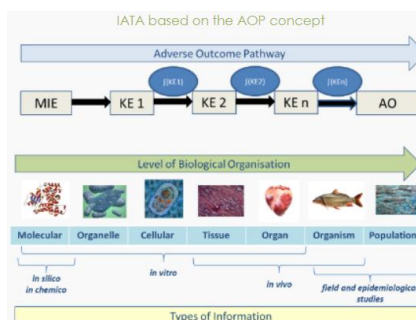 IATA based on the AOP concept
Adverse Outcome Pathway
∫(KE1) ∫(KE2) ∫(KEn)
MIE KE 1 KE 2 KE n AO
Level of Biological Organisation
Molecular Organelle Cellular Tissue Organ Organism Population
in silico
in chemico
in vitro
in vivo
field and epidemiological
studies
Types of Information